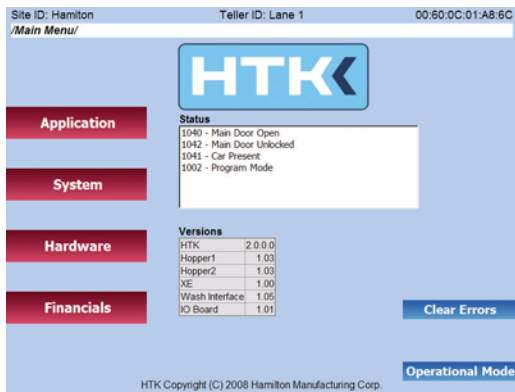 Site ID: Hamiton Teller ID: Lane 1 00:60:0C:01:A8:6C
/Main Menu/
HTK
Application
System
Hardware
Financials
Status
1040 - Main Door Open
1042 - Main Door Unlocked
1041 - Car Present
1002 - Program Mode
Versions
HTK 2.0.0.0
Hopper1 1.03
Hopper2 1.03
XE 1.00
Wash Interface 1.05
IO Board 1.01
Clear Errors
Operational Mode
HTK Copyright (C) 2008 Hamilton Manufacturing Corp.